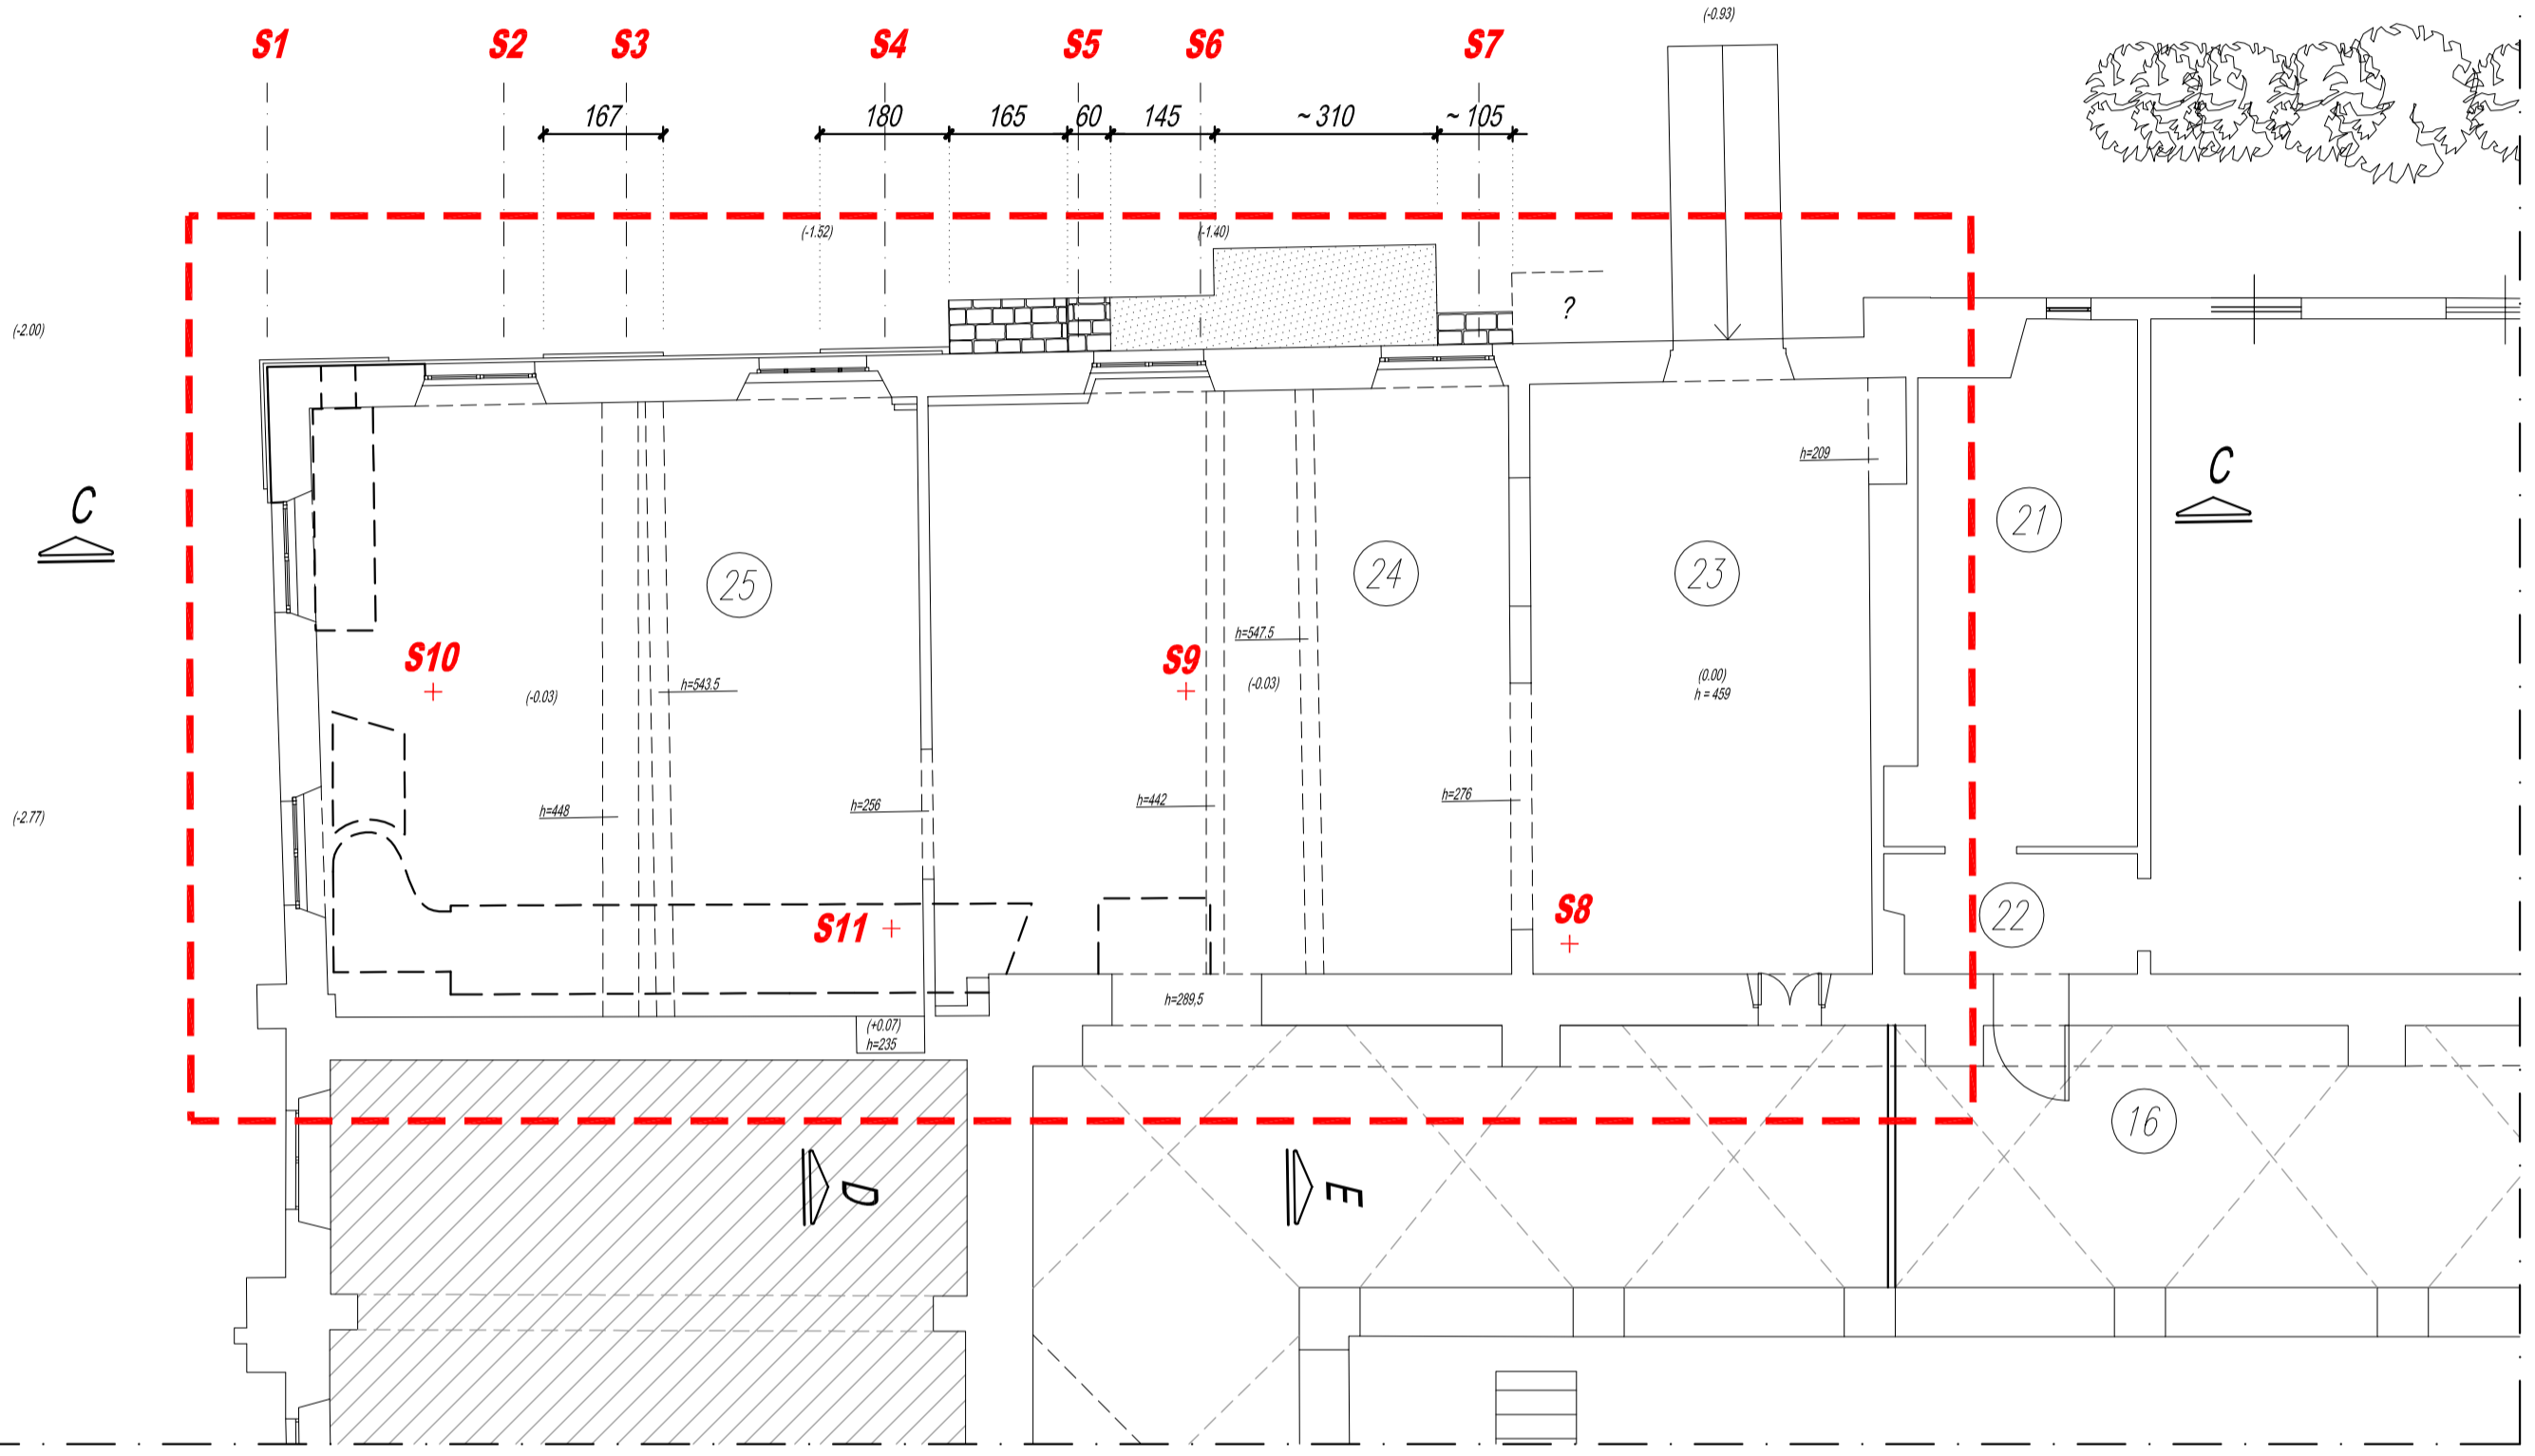 (-0.93)
S1 S2 S3 S4 S5 S6 S7
167 180 165 60 145 ~ 310 ~ 105
(-1.52) (-1.40)
?
(-2.00)
h=209
C C
21
25 24 23
h=547.5
S10 S9
(-0.03) h=543.5 (-0.03) (0.00)
h = 459
h=448 h=256 h=442 h=276
(-2.77)
S11 S8
22
h=289,5
(+0.07)
h=235
16
D E